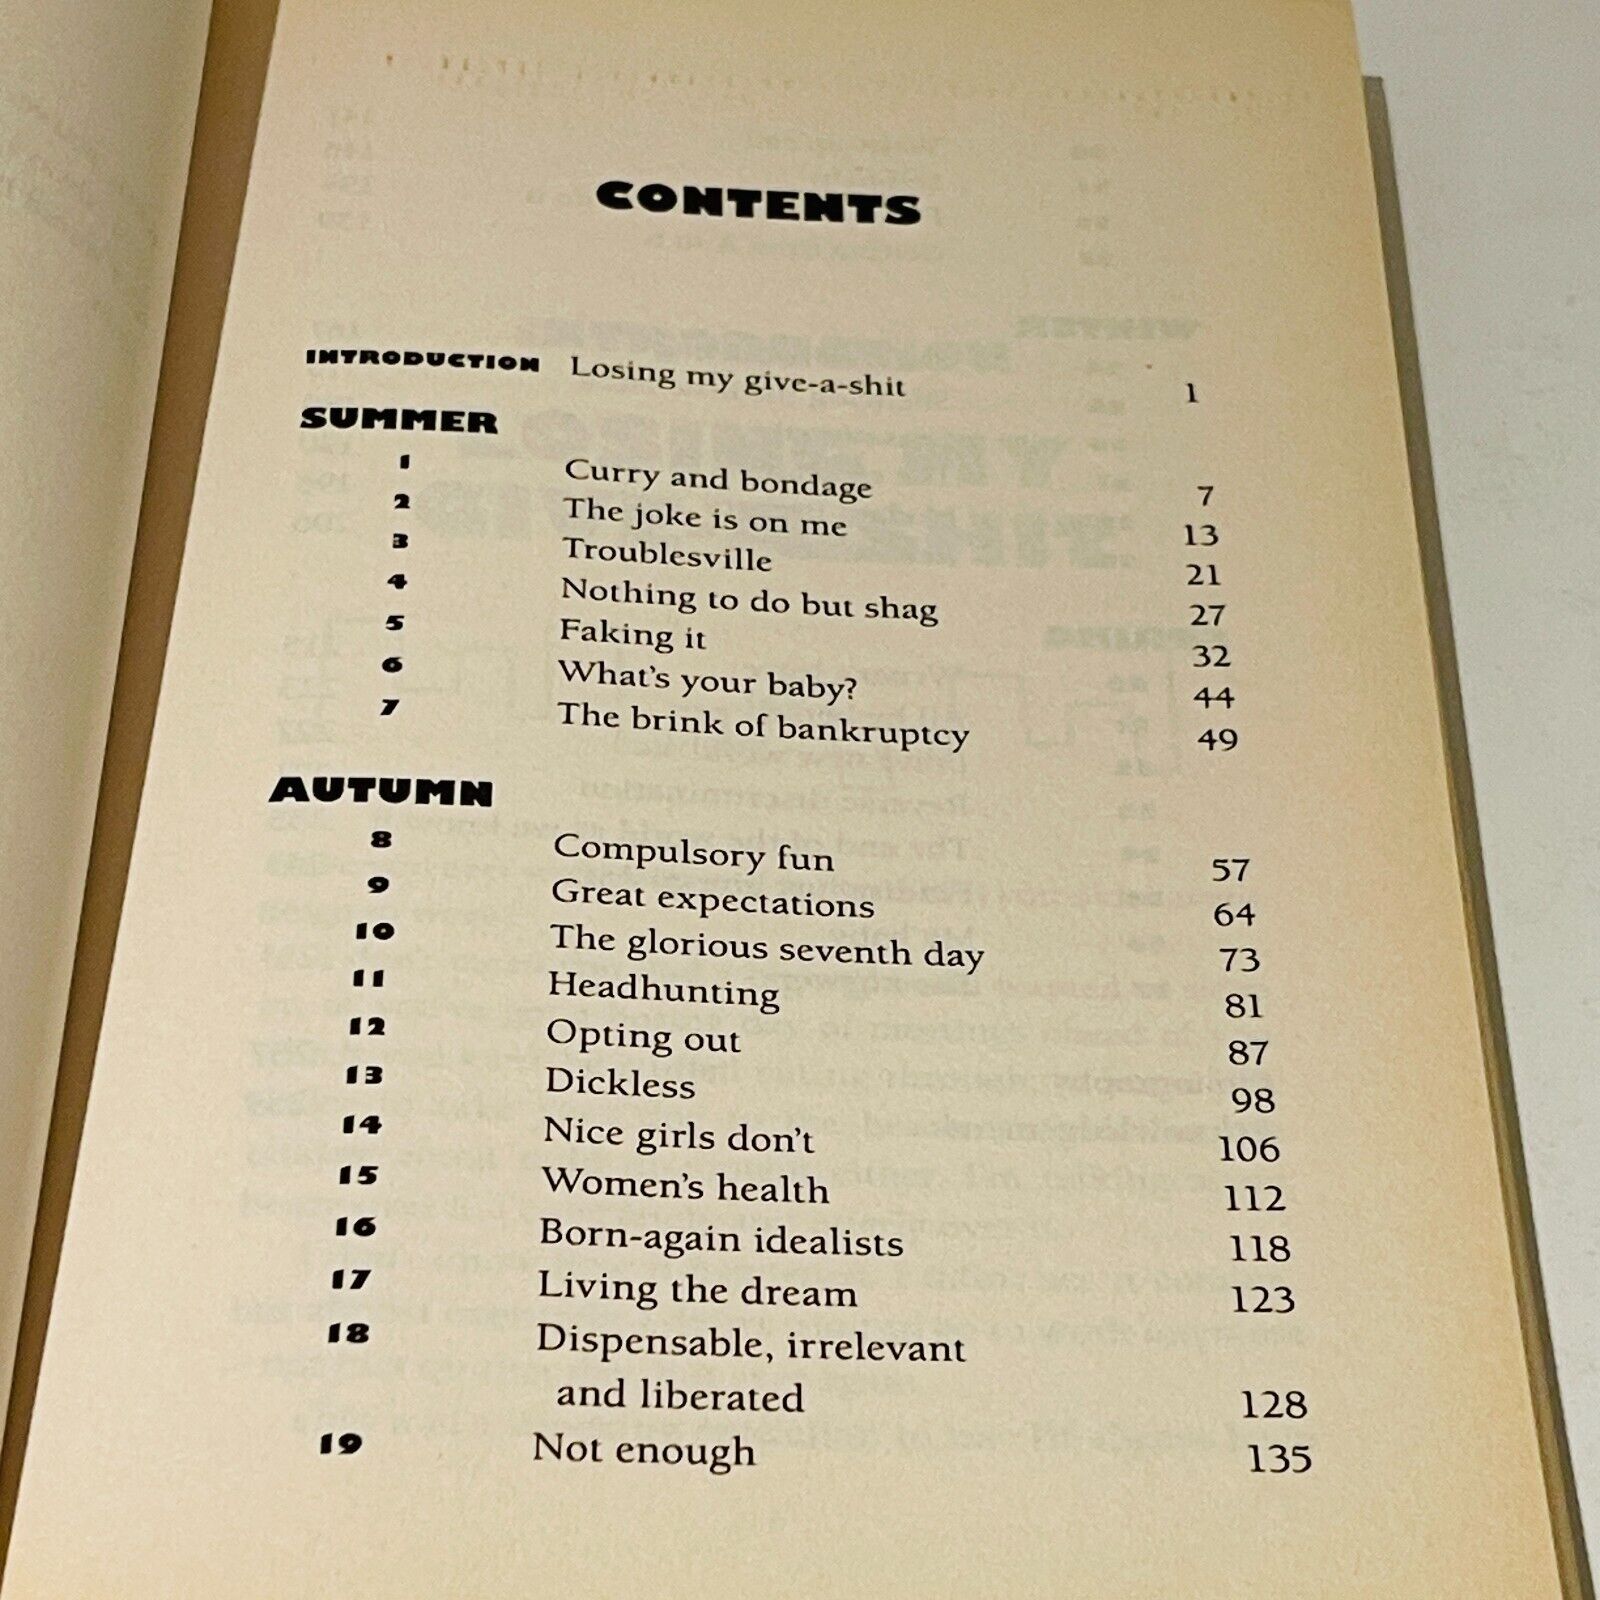 CONTENTS
INTRODUCTION Losing my give-a-shit 1
SUMMER
1 Curry and bondage 7
2 The joke is on me 13
3 Troublesville 21
4 Nothing to do but shag 27
5 Faking it 32
6 What's your baby? 44
7 The brink of bankruptcy 49
AUTUMN
8 Compulsory fun 57
9 Great expectations 64
10 The glorious seventh day 73
11 Headhunting 81
12 Opting out 87
13 Dickless 98
14 Nice girls don't 106
15 Women's health 112
16 Born-again idealists 118
17 Living the dream 123
18 Dispensable, irrelevant
and liberated 128
19 Not enough 135